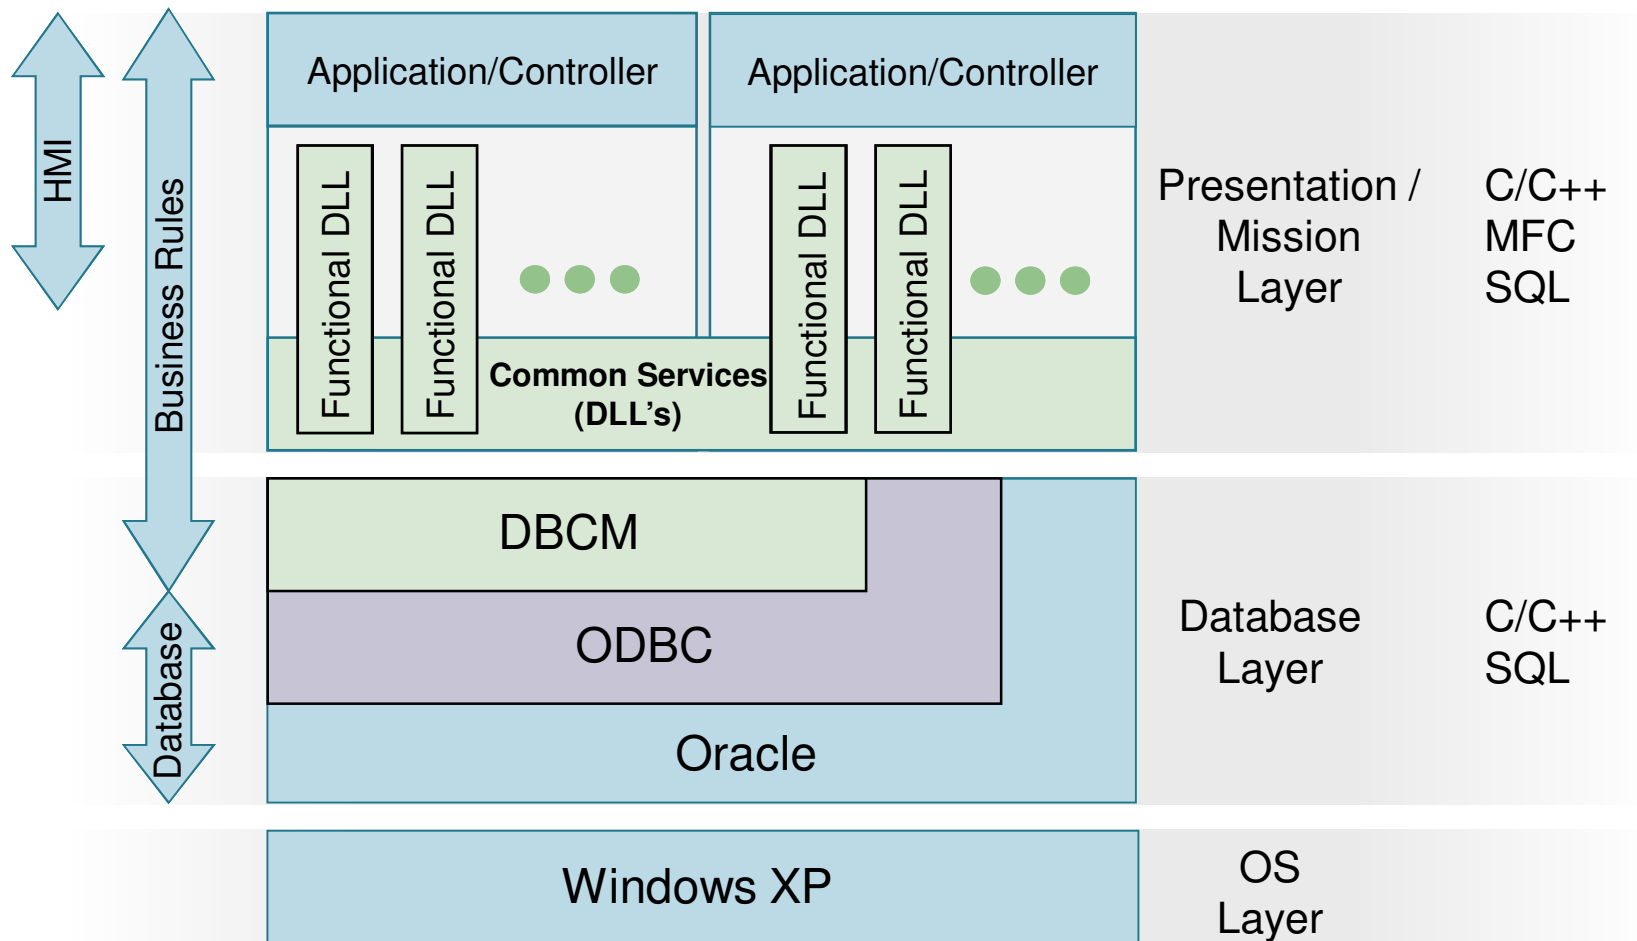 HMI
Business Rules
Database
Application/Controller
Application/Controller
Functional DLL
Functional DLL
Functional DLL
Functional DLL
Common Services
(DLL's)
Presentation /
Mission
Layer
C/C++
MFC
SQL
DBCM
ODBC
Oracle
Database
Layer
C/C++
SQL
Windows XP
OS
Layer